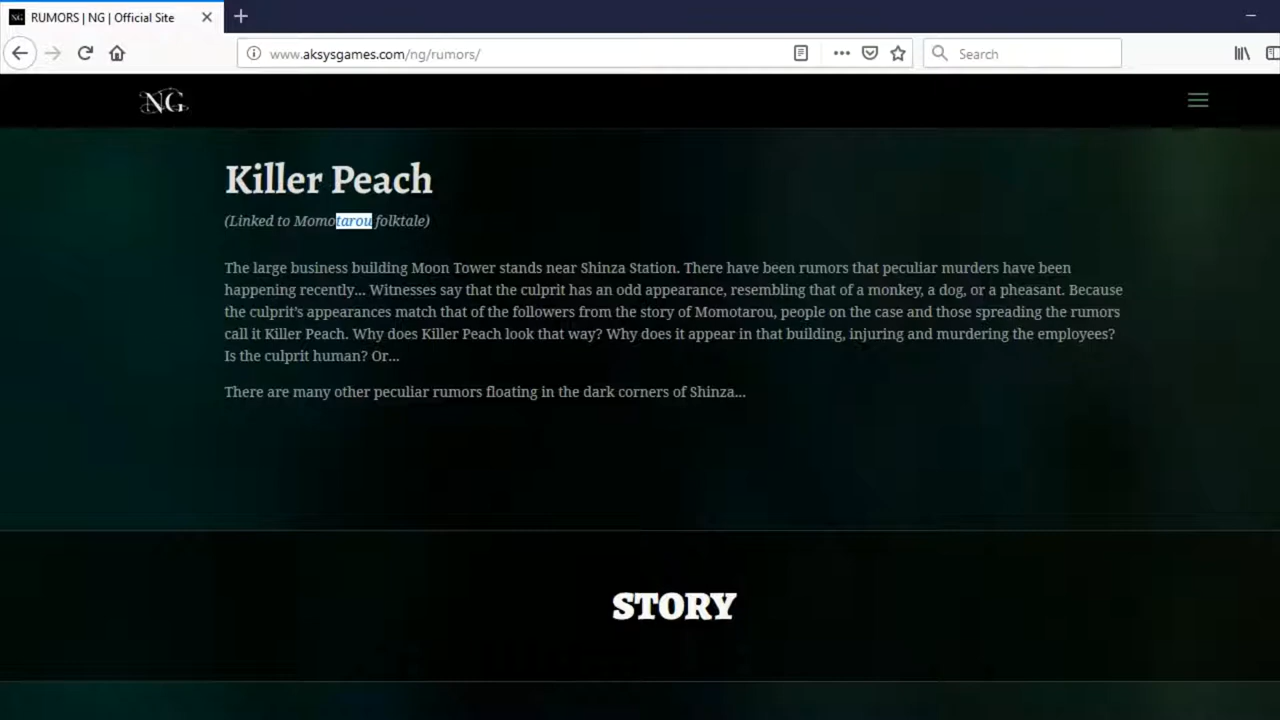 RUMORS | NG | Official Site
www.aksysgames.com/ng/rumors/
Search
NG
Killer Peach
(Linked to Momotarou folktale)
The large business building Moon Tower stands near Shinza Station. There have been rumors that peculiar murders have been
happening recently... Witnesses say that the culprit has an odd appearance, resembling that of a monkey, a dog, or a pheasant. Because
the culprit's appearances match that of the followers from the story of Momotarou, people on the case and those spreading the rumors
call it Killer Peach. Why does Killer Peach look that way? Why does it appear in that building, injuring and murdering the employees?
Is the culprit human? Or...
There are many other peculiar rumors floating in the dark corners of Shinza...
STORY